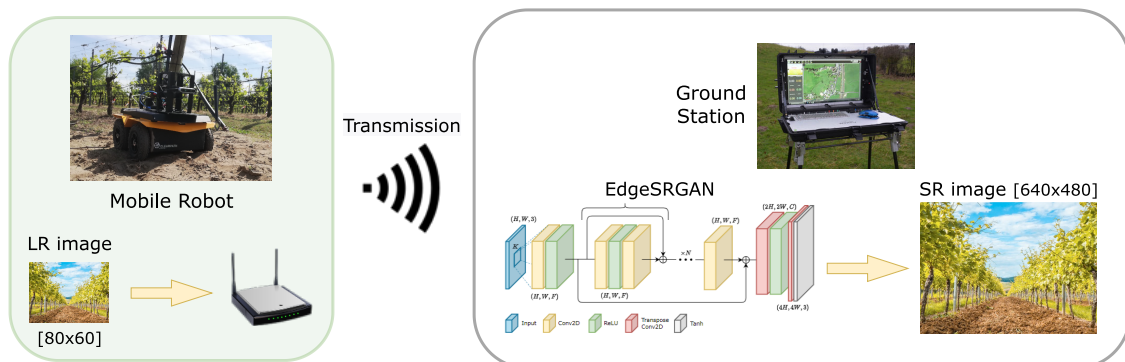 Mobile Robot
LR image
[80x60]
Transmission
Ground
Station
EdgeSRGAN
(H,W,3)
K
(H,W,F)
(H,W,F)
×N
(H,W,F)
(2H,2W,C)
(4H,4W,3)
Input
Conv2D
ReLU
Transpose
Conv2D
Tanh
SR image [640x480]